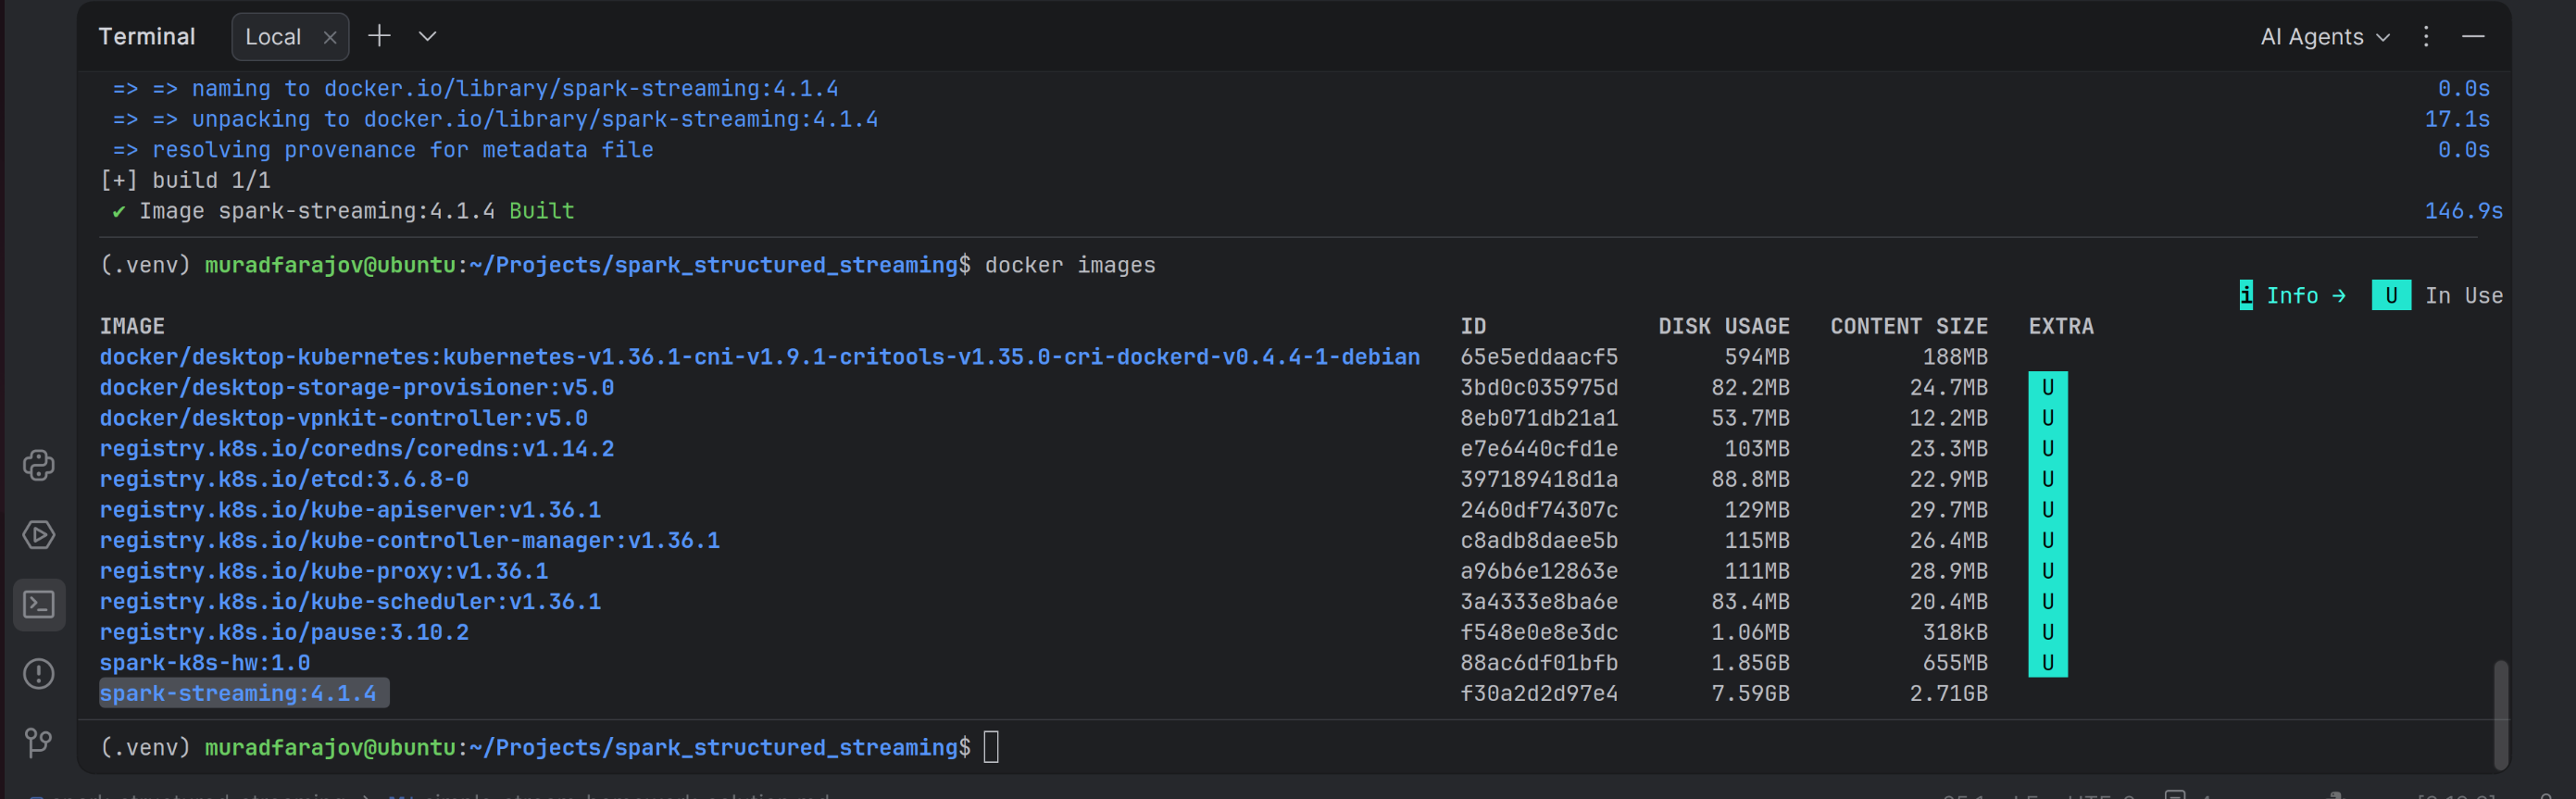 Terminal Local × + AI Agents
=> => naming to docker.io/library/spark-streaming:4.1.4 0.0s
=> => unpacking to docker.io/library/spark-streaming:4.1.4 17.1s
=> resolving provenance for metadata file 0.0s
[+] build 1/1
✔ Image spark-streaming:4.1.4 Built 146.9s
(.venv) muradfarajov@ubuntu:~/Projects/spark_structured_streaming$ docker images
i Info → U In Use
IMAGE ID DISK USAGE CONTENT SIZE EXTRA
docker/desktop-kubernetes:kubernetes-v1.36.1-cni-v1.9.1-critools-v1.35.0-cri-dockerd-v0.4.4-1-debian 65e5eddaacf5 594MB 188MB
docker/desktop-storage-provisioner:v5.0 3bd0c035975d 82.2MB 24.7MB U
docker/desktop-vpnkit-controller:v5.0 8eb071db21a1 53.7MB 12.2MB U
registry.k8s.io/coredns/coredns:v1.14.2 e7e6440cfd1e 103MB 23.3MB U
registry.k8s.io/etcd:3.6.8-0 397189418d1a 88.8MB 22.9MB U
registry.k8s.io/kube-apiserver:v1.36.1 2460df74307c 129MB 29.7MB U
registry.k8s.io/kube-controller-manager:v1.36.1 c8adb8daee5b 115MB 26.4MB U
registry.k8s.io/kube-proxy:v1.36.1 a96b6e12863e 111MB 28.9MB U
registry.k8s.io/kube-scheduler:v1.36.1 3a4333e8ba6e 83.4MB 20.4MB U
registry.k8s.io/pause:3.10.2 f548e0e8e3dc 1.06MB 318kB U
spark-k8s-hw:1.0 88ac6df01bfb 1.85GB 655MB U
spark-streaming:4.1.4 f30a2d2d97e4 7.59GB 2.71GB
(.venv) muradfarajov@ubuntu:~/Projects/spark_structured_streaming$